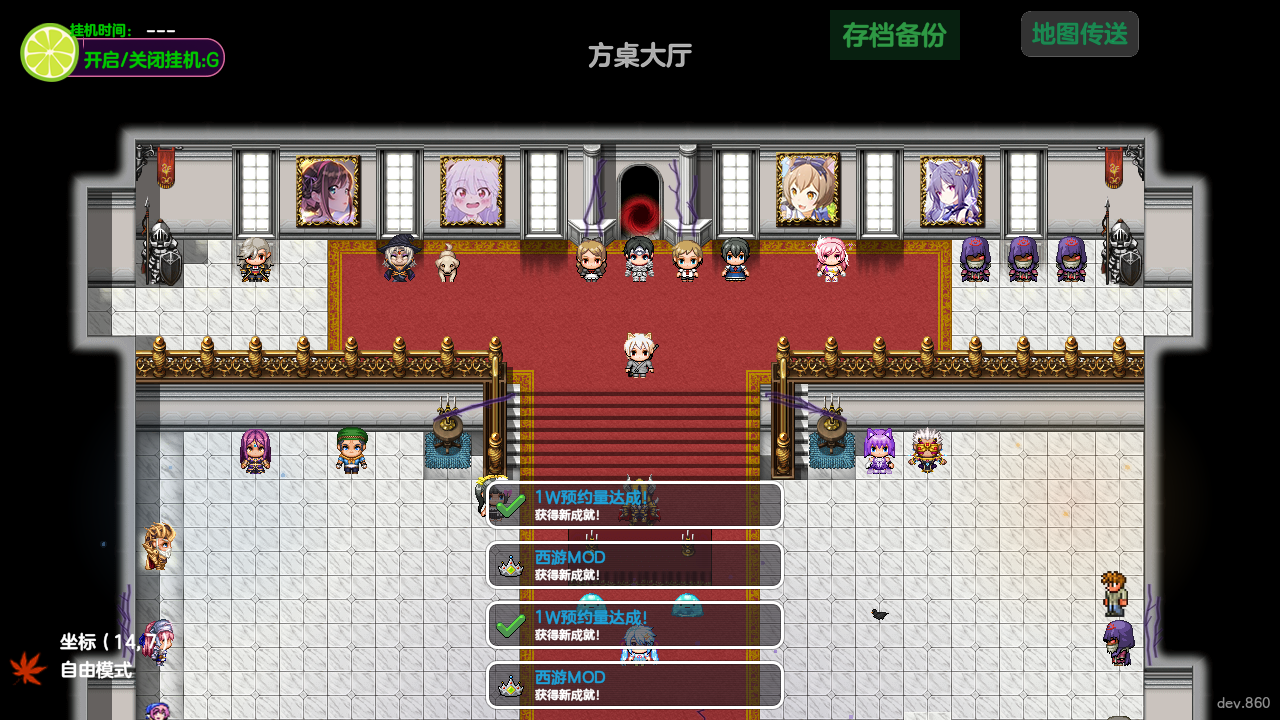 挂机时间： ---
开启/关闭挂机:G
方桌大厅
存档备份
地图传送
1W预约量达成!
获得新成就!
西游MOD
获得新成就!
1W预约量达成!
获得新成就!
西游MOD
获得新成就!
坐标 ( 14, 7
自由模式
dev.860